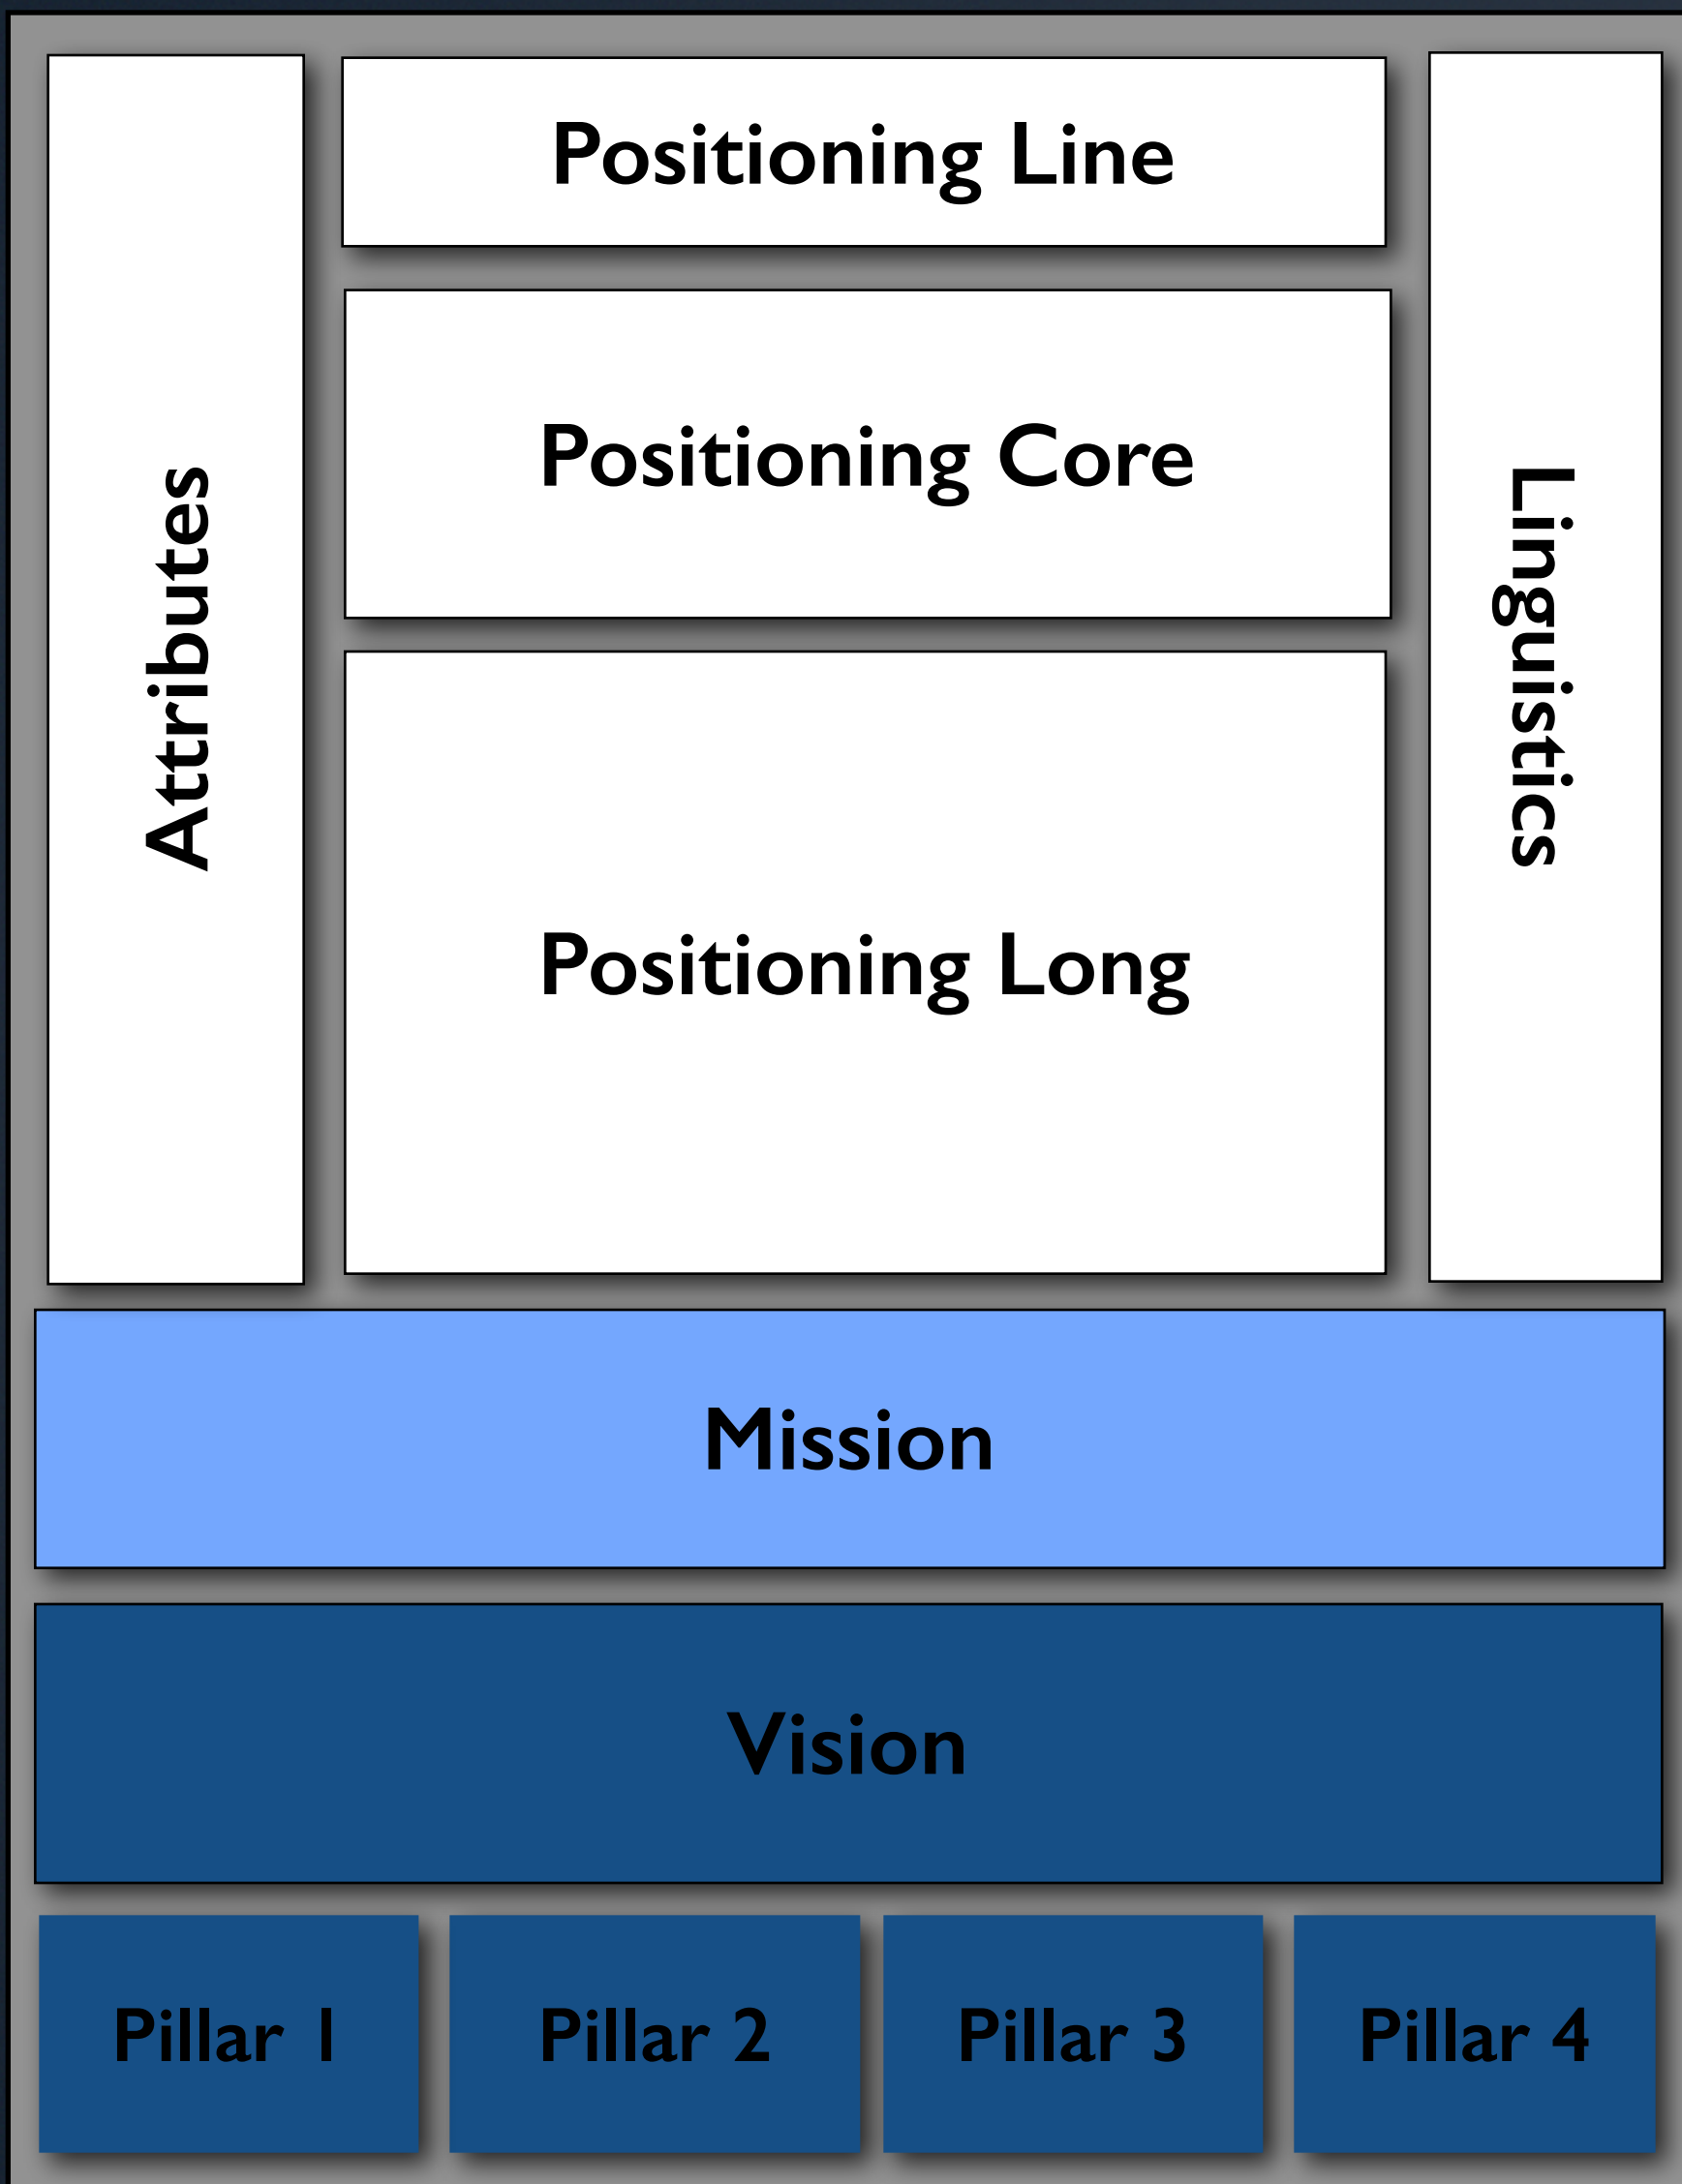 Positioning Line
Positioning Core
Attributes
Linguistics
Positioning Long
Mission
Vision
Pillar 1
Pillar 2
Pillar 3
Pillar 4